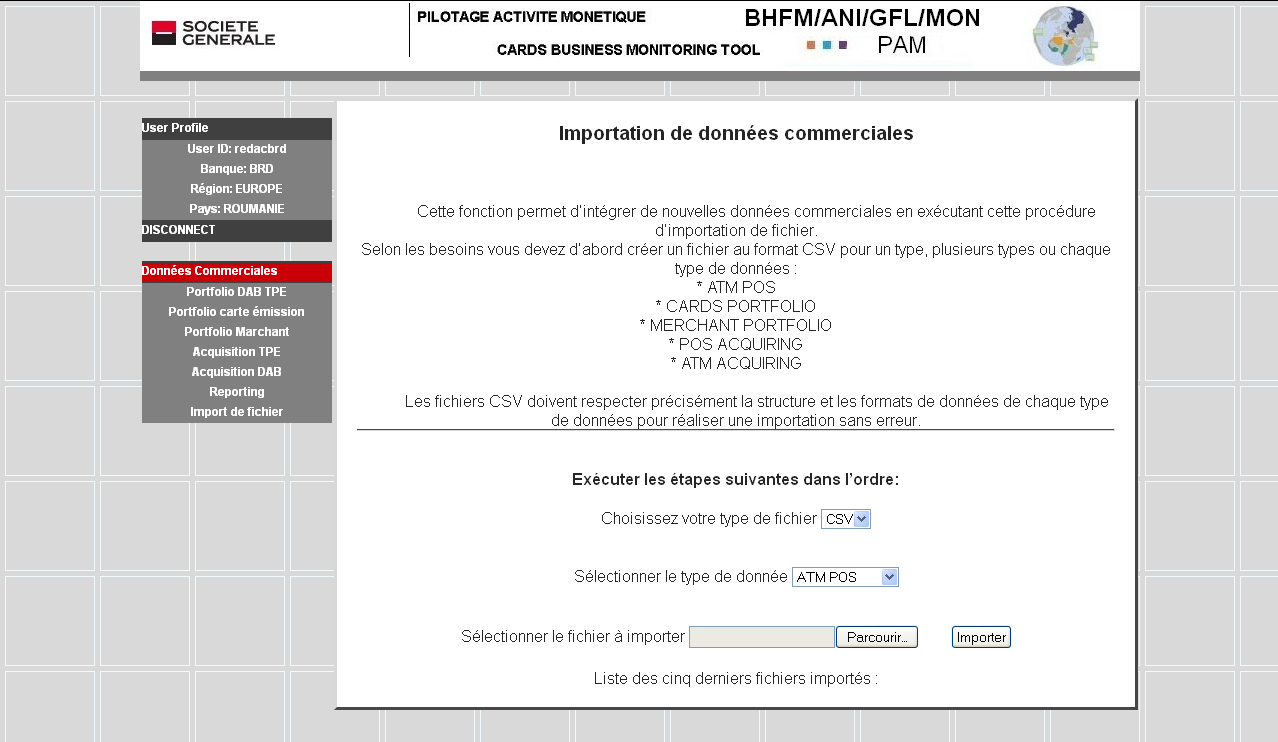 SOCIETE
GENERALE
PILOTAGE ACTIVITE MONETIQUE
CARDS BUSINESS MONITORING TOOL
BHFM/ANI/GFL/MON
PAM
User Profile
User ID: redacbrd
Banque: BRD
Région: EUROPE
Pays: ROUMANIE
DISCONNECT
Données Commerciales
Portfolio DAB TPE
Portfolio carte émission
Portfolio Marchant
Acquisition TPE
Acquisition DAB
Reporting
Import de fichier
Importation de données commerciales
Cette fonction permet d'intégrer de nouvelles données commerciales en exécutant cette procédure
d'importation de fichier.
Selon les besoins vous devez d'abord créer un fichier au format CSV pour un type, plusieurs types ou chaque
type de données :
* ATM POS
* CARDS PORTFOLIO
* MERCHANT PORTFOLIO
* POS ACQUIRING
* ATM ACQUIRING
Les fichiers CSV doivent respecter précisément la structure et les formats de données de chaque type
de données pour réaliser une importation sans erreur.
Exécuter les étapes suivantes dans l'ordre:
Choisissez votre type de fichier CSV
Sélectionner le type de donnée ATM POS
Sélectionner le fichier à importer Parcourir... Importer
Liste des cinq derniers fichiers importés :